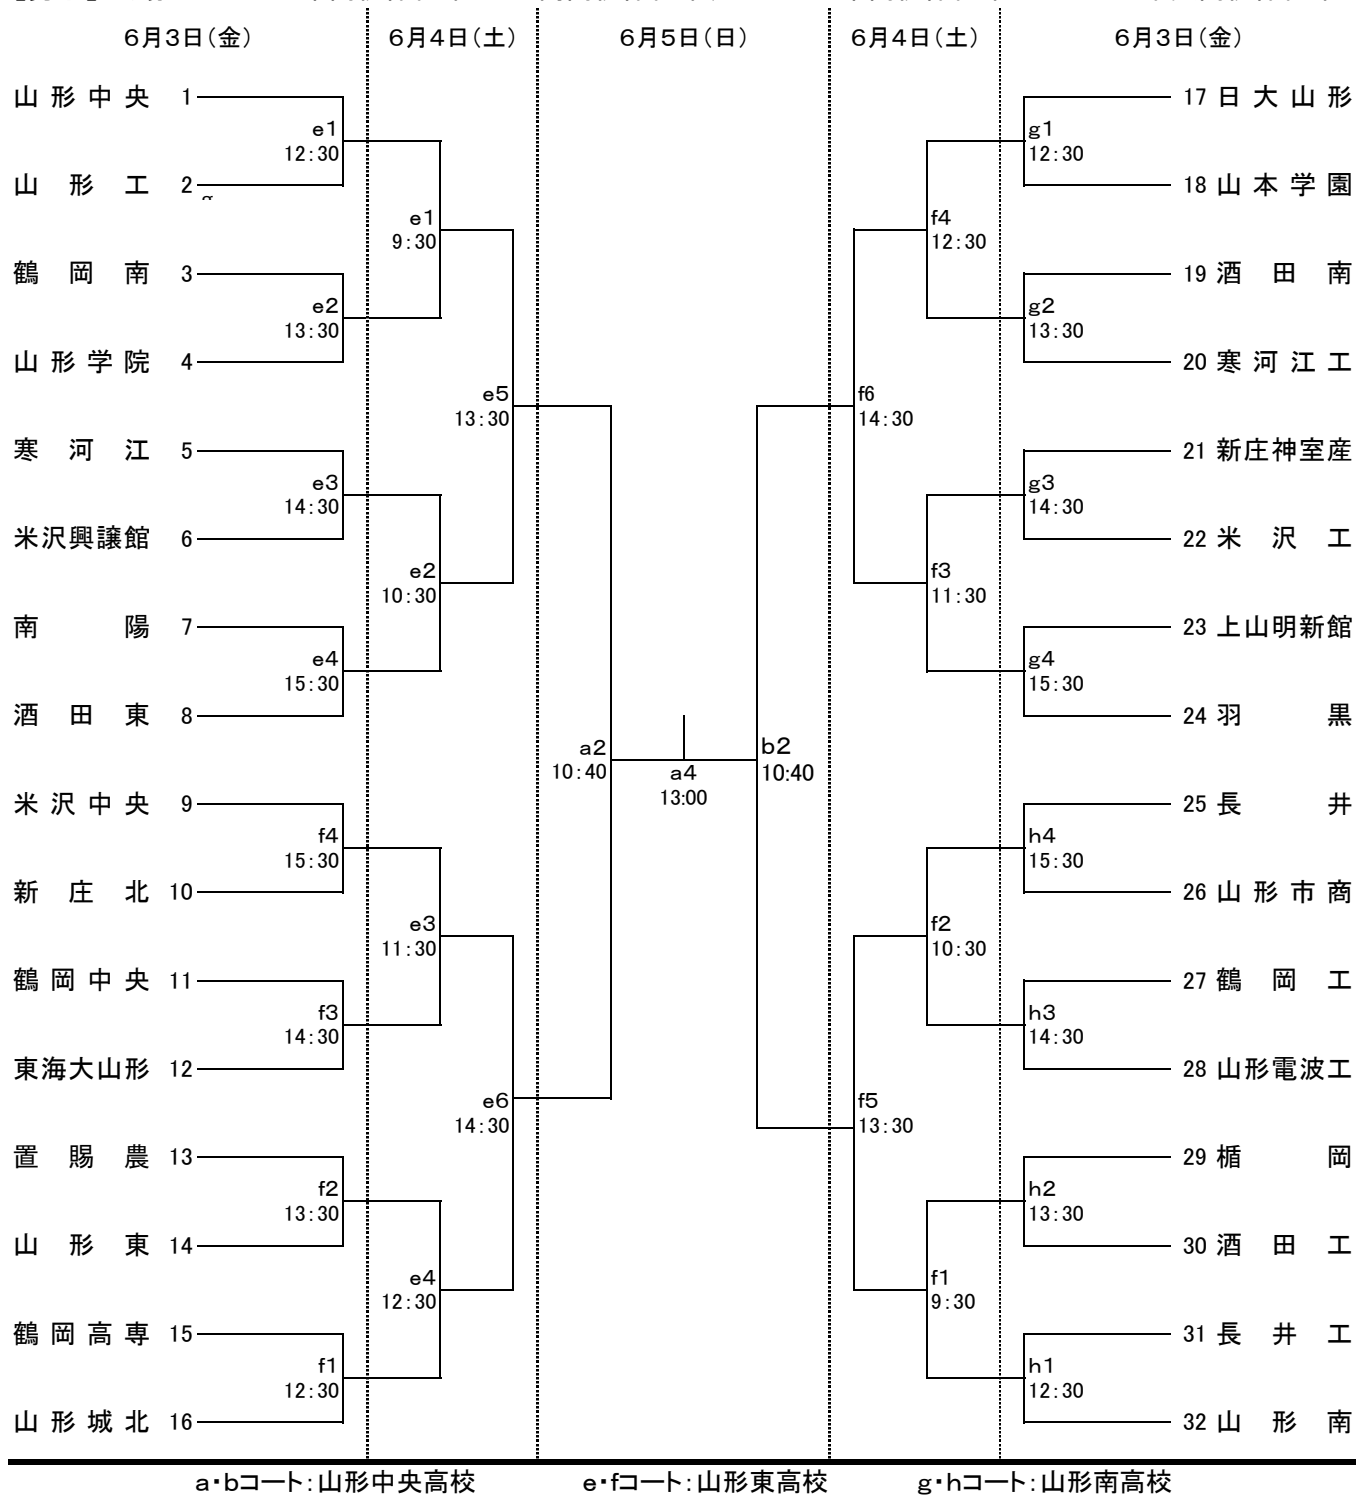 6月3日(金) 6月4日(土) 6月5日(日) 6月4日(土) 6月3日(金)
山形中央 1 17 日大山形
e1 g1
12:30 12:30
山形工 2 18 山本学園
e1 f4
9:30 12:30
鶴岡南 3 19 酒田南
e2 g2
13:30 13:30
山形学院 4 20 寒河江工
e5 f6
13:30 14:30
寒河江 5 21 新庄神室産
e3 g3
14:30 14:30
米沢興譲館 6 22 米沢工
e2 f3
10:30 11:30
南陽 7 23 上山明新館
e4 g4
15:30 15:30
酒田東 8 24 羽黒
a2 b2
10:40 a4 10:40
13:00
米沢中央 9 25 長井
f4 h4
15:30 15:30
新庄北 10 26 山形市商
e3 f2
11:30 10:30
鶴岡中央 11 27 鶴岡工
f3 h3
14:30 14:30
東海大山形 12 28 山形電波工
e6 f5
14:30 13:30
置賜農 13 29 楯岡
f2 h2
13:30 13:30
山形東 14 30 酒田工
e4 f1
12:30 9:30
鶴岡高専 15 31 長井工
f1 h1
12:30 12:30
山形城北 16 32 山形南
a・bコート:山形中央高校 e・fコート:山形東高校 g・hコート:山形南高校